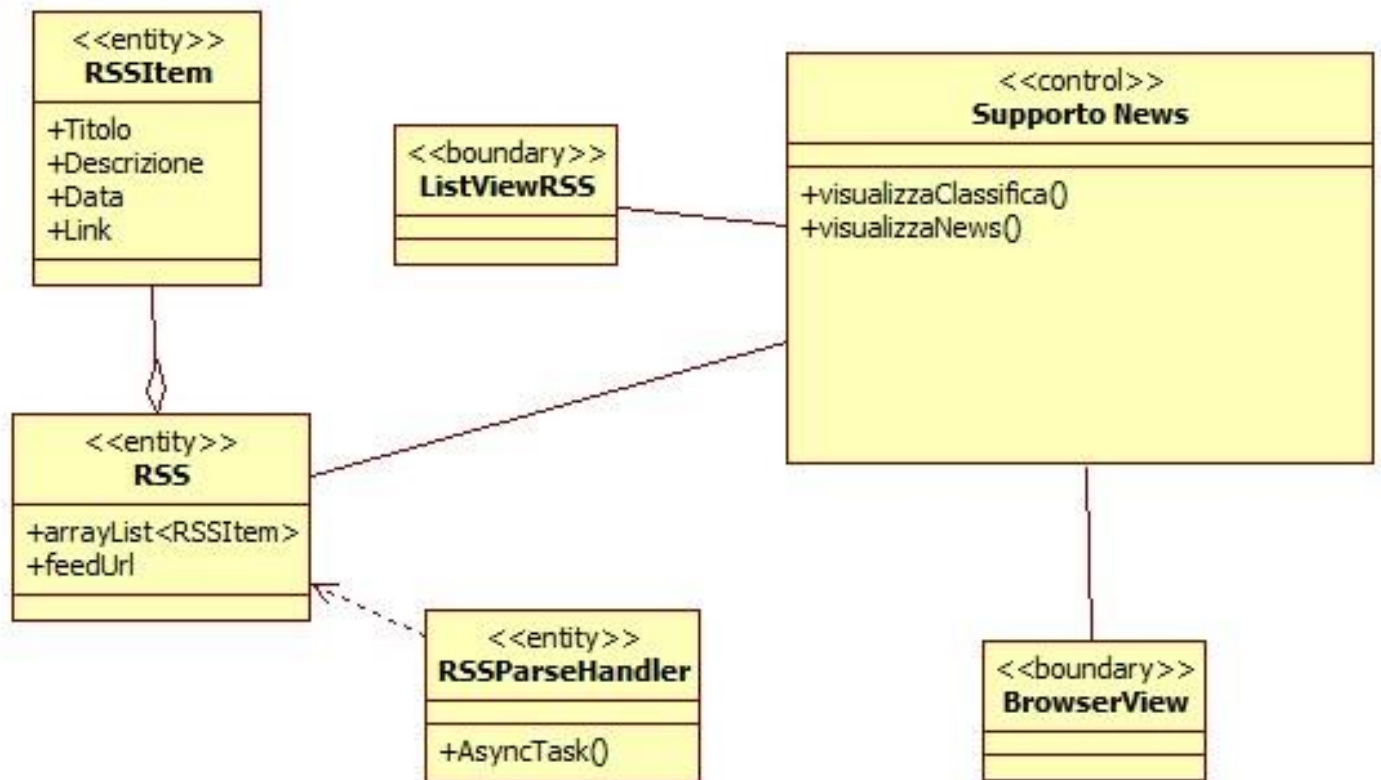 <<entity>>
RSSItem
+Titolo
+Descrizione
+Data
+Link
<<boundary>>
ListViewRSS
<<control>>
Supporto News
+visualizzaClassifica()
+visualizzaNews()
<<entity>>
RSS
+arrayList<RSSItem>
+feedUrl
<<entity>>
RSSParseHandler
+AsyncTask()
<<boundary>>
BrowserView